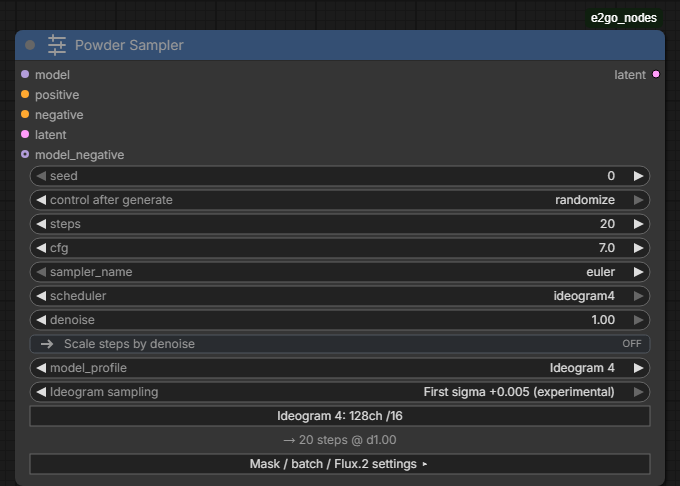 e2go_nodes
Powder Sampler
model latent
positive
negative
latent
model_negative
seed 0
control after generate randomize
steps 20
cfg 7.0
sampler_name euler
scheduler ideogram4
denoise 1.00
→ Scale steps by denoise OFF
model_profile Ideogram 4
Ideogram sampling First sigma +0.005 (experimental)
Ideogram 4: 128ch /16
→ 20 steps @ d1.00
Mask / batch / Flux.2 settings ▸